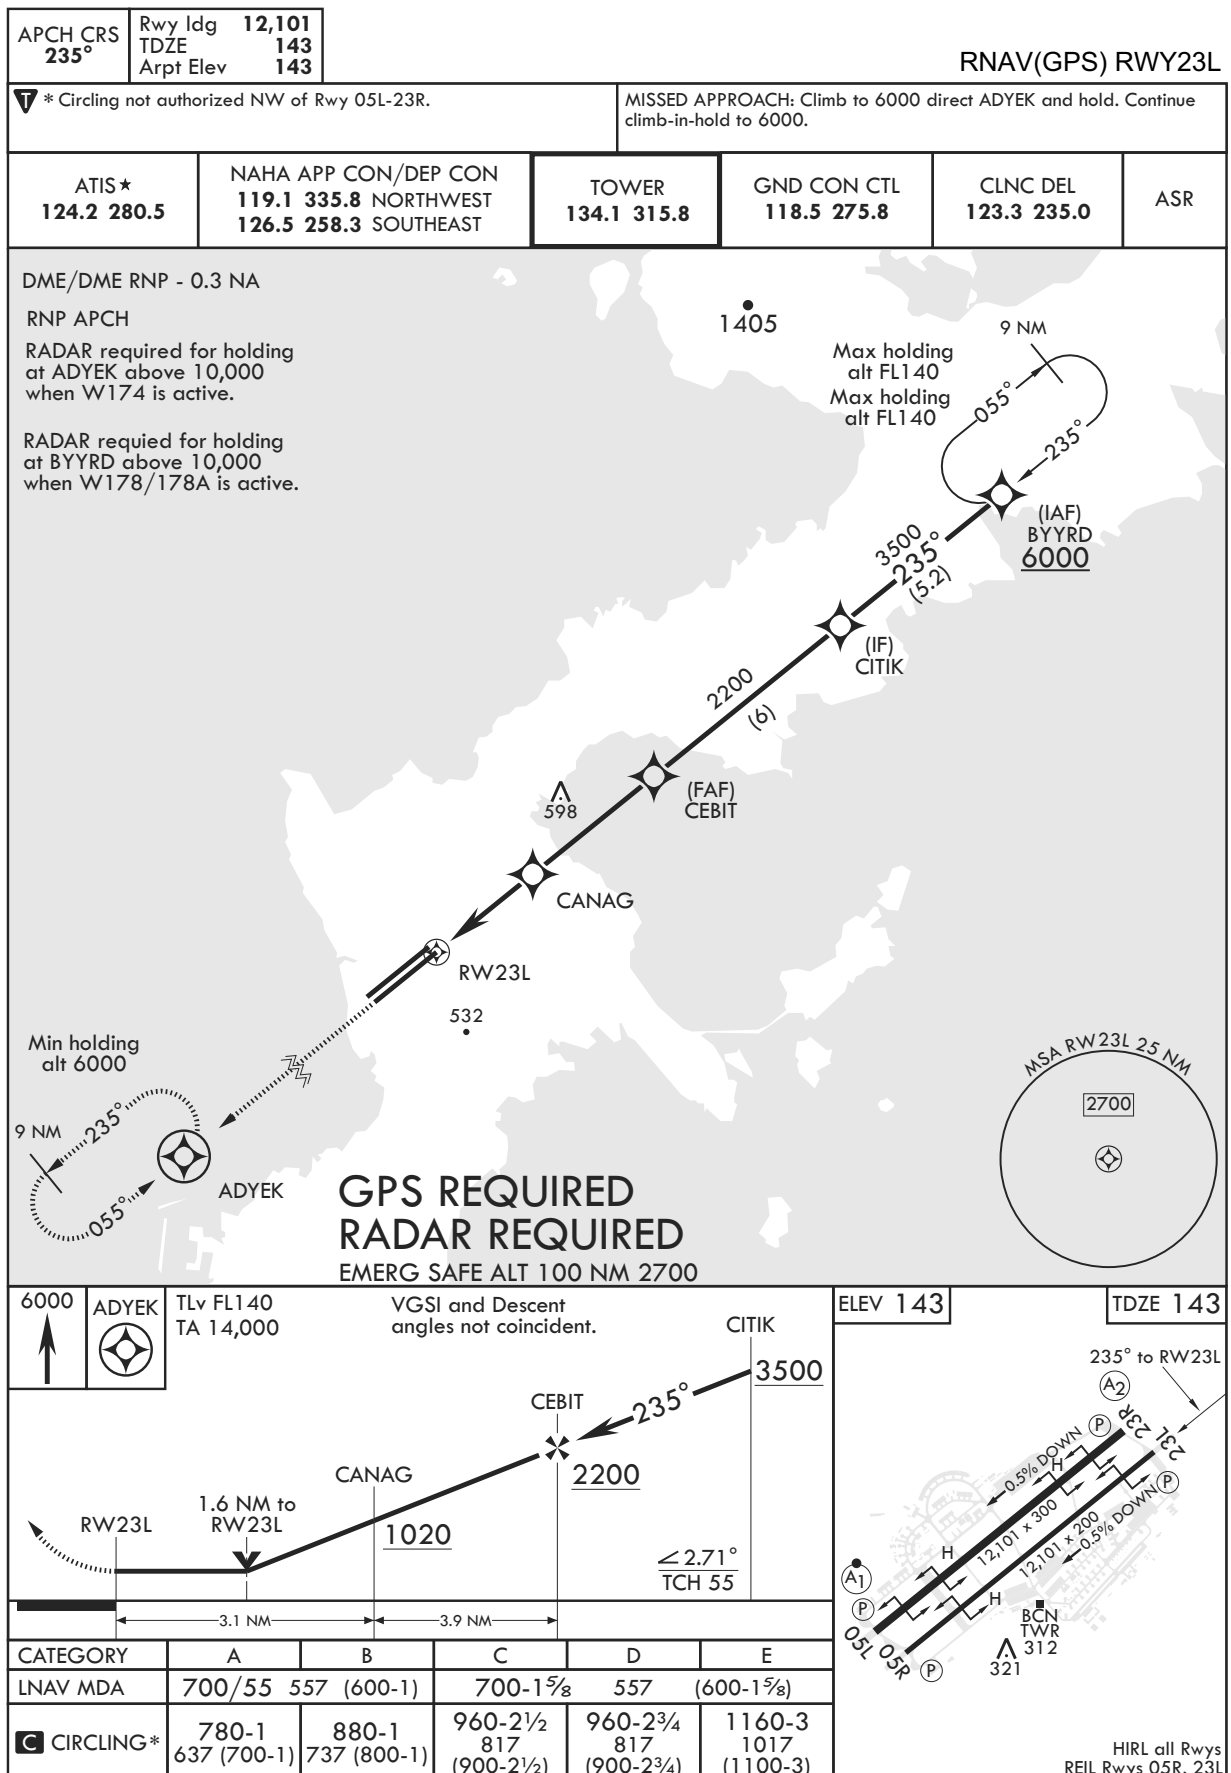 APCH CRS
235°
Rwy ldg 12,101
TDZE 143
Arpt Elev 143
RNAV(GPS) RWY23L
T * Circling not authorized NW of Rwy 05L-23R.
MISSED APPROACH: Climb to 6000 direct ADYEK and hold. Continue
climb-in-hold to 6000.
ATIS★
124.2 280.5
NAHA APP CON/DEP CON
119.1 335.8 NORTHWEST
126.5 258.3 SOUTHEAST
TOWER
134.1 315.8
GND CON CTL
118.5 275.8
CLNC DEL
123.3 235.0
ASR
DME/DME RNP - 0.3 NA
RNP APCH
RADAR required for holding
at ADYEK above 10,000
when W174 is active.
RADAR requied for holding
at BYYRD above 10,000
when W178/178A is active.
1405
9 NM
Max holding
alt FL140
Max holding
alt FL140
055°
235°
(IAF)
BYYRD
6000
3500
235°
(5.2)
(IF)
CITIK
2200
(6)
(FAF)
CEBIT
598
CANAG
RW23L
532
Min holding
alt 6000
9 NM
235°
055°
ADYEK
MSA RW23L 25 NM
2700
GPS REQUIRED
RADAR REQUIRED
EMERG SAFE ALT 100 NM 2700
6000
ADYEK
TLv FL140
TA 14,000
VGSI and Descent
angles not coincident.
CITIK
3500
235°
CEBIT
2200
CANAG
1020
1.6 NM to
RW23L
RW23L
2.71°
TCH 55
3.1 NM
3.9 NM
ELEV 143
TDZE 143
235° to RW23L
A2
P
23R
23L
P
0.5% DOWN
H
12,101 x 300
12,101 x 200
0.5% DOWN
H
H
A1
P
05L
05R
P
BCN
TWR
312
321
HIRL all Rwys
REIL Rwys 05R, 23L
CATEGORY A B C D E
LNAV MDA 700/55 557 (600-1) 700-1⅝ 557 (600-1⅝)
C CIRCLING*
780-1
637 (700-1)
880-1
737 (800-1)
960-2½
817
(900-2½)
960-2¾
817
(900-2¾)
1160-3
1017
(1100-3)